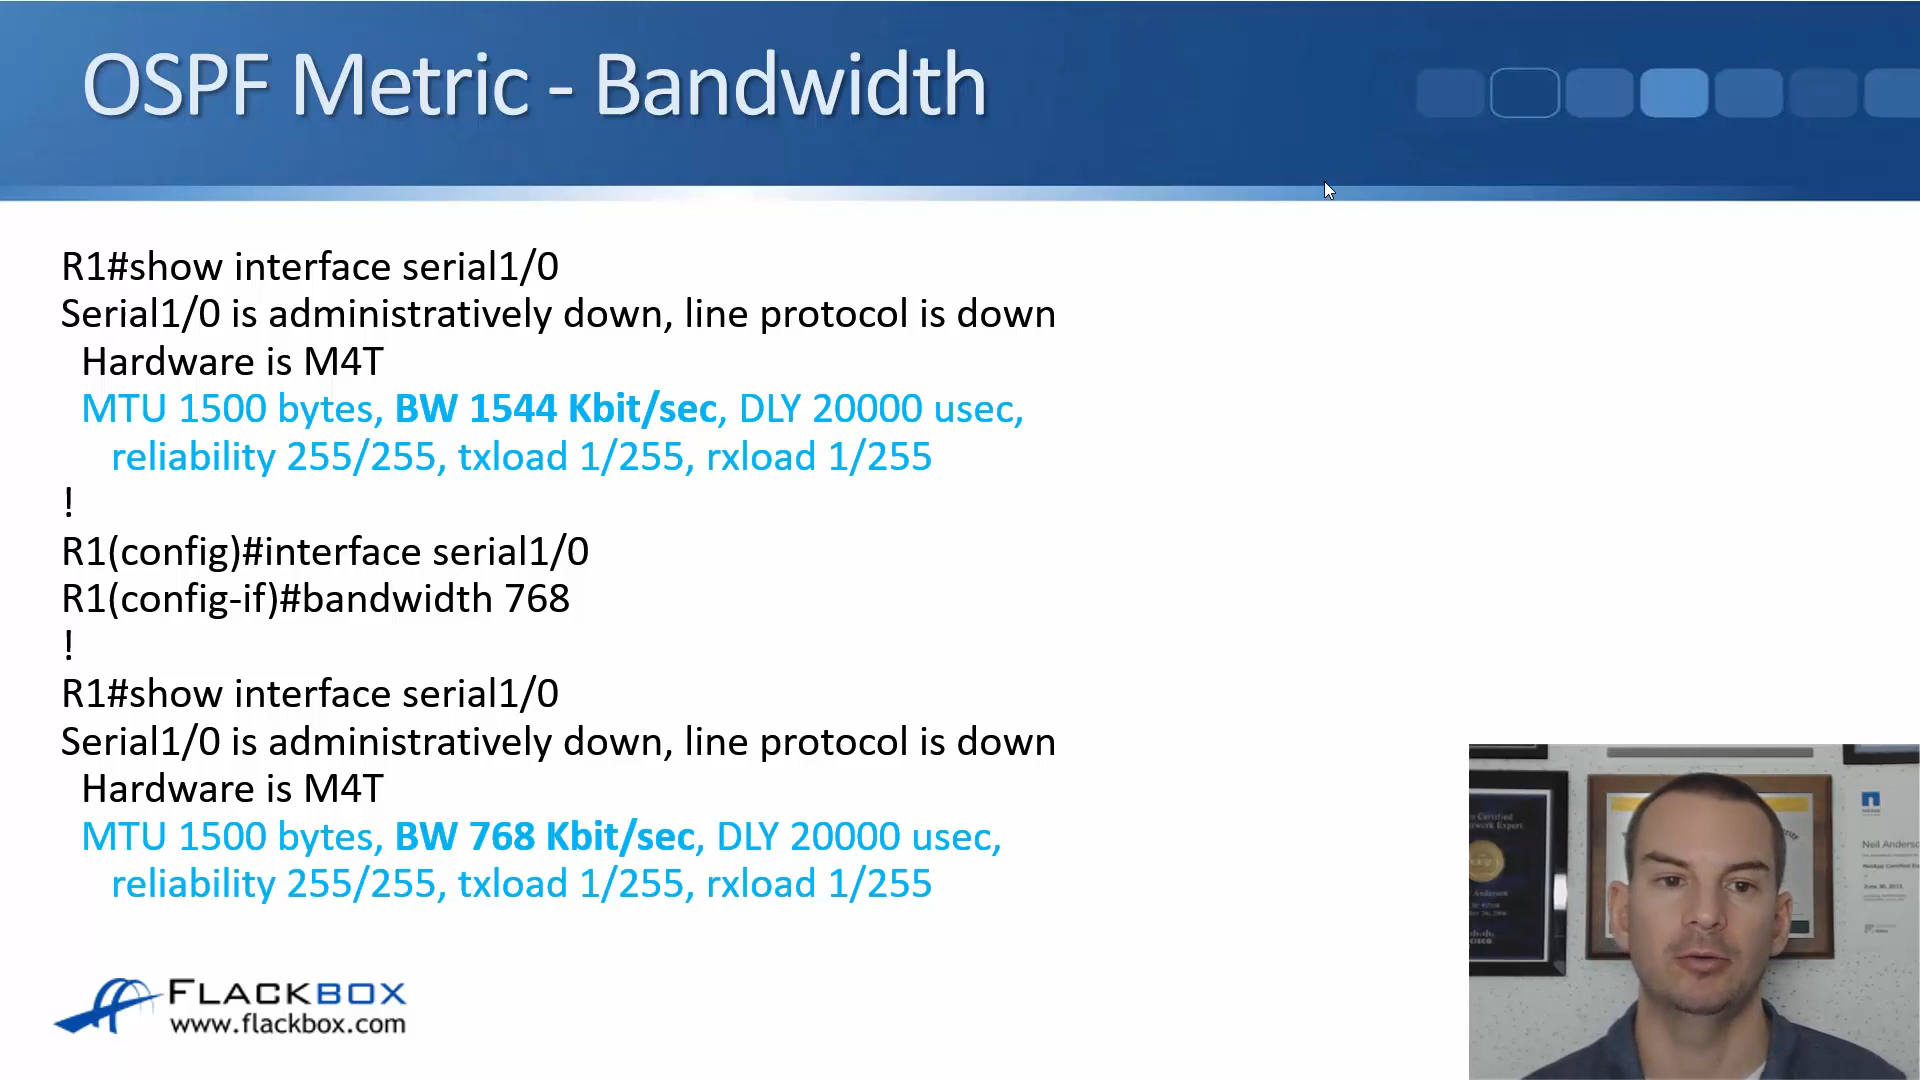 OSPF Metric - Bandwidth
R1#show interface serial1/0
Serial1/0 is administratively down, line protocol is down
Hardware is M4T
MTU 1500 bytes, BW 1544 Kbit/sec, DLY 20000 usec,
reliability 255/255, txload 1/255, rxload 1/255
!
R1(config)#interface serial1/0
R1(config-if)#bandwidth 768
!
R1#show interface serial1/0
Serial1/0 is administratively down, line protocol is down
Hardware is M4T
MTU 1500 bytes, BW 768 Kbit/sec, DLY 20000 usec,
reliability 255/255, txload 1/255, rxload 1/255
FLACKBOX
www.flackbox.com
Certified
Expert
Neil